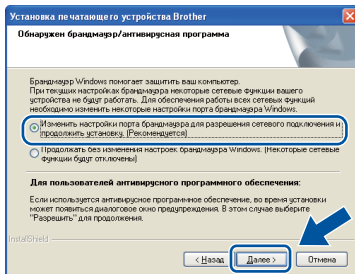 Установка печатающего устройства Brother
Обнаружен брандмауэр/антивирусная программа
Брандмауэр Windows помогает защитить ваш компьютер.
При текущих настройках брандмауэра некоторые сетевые функции вашего
устройства не будут работать. Для обеспечения работы всех сетевых функций
необходимо изменить некоторые настройки порта брандмауэра Windows.
Изменить настройки порта брандмауэра для разрешения сетевого подключения и
продолжить установку. (Рекомендуется)
Продолжать без изменения настроек брандмауэра Windows. (Некоторые сетевые
функции будут отключены)
Для пользователей антивирусного программного обеспечения:
Если используется антивирусное программное обеспечение, во время установки
может появиться диалоговое окно предупреждения. В этом случае выберите
"Разрешить" для продолжения.
InstallShield
< Назад
Далее >
Отмена